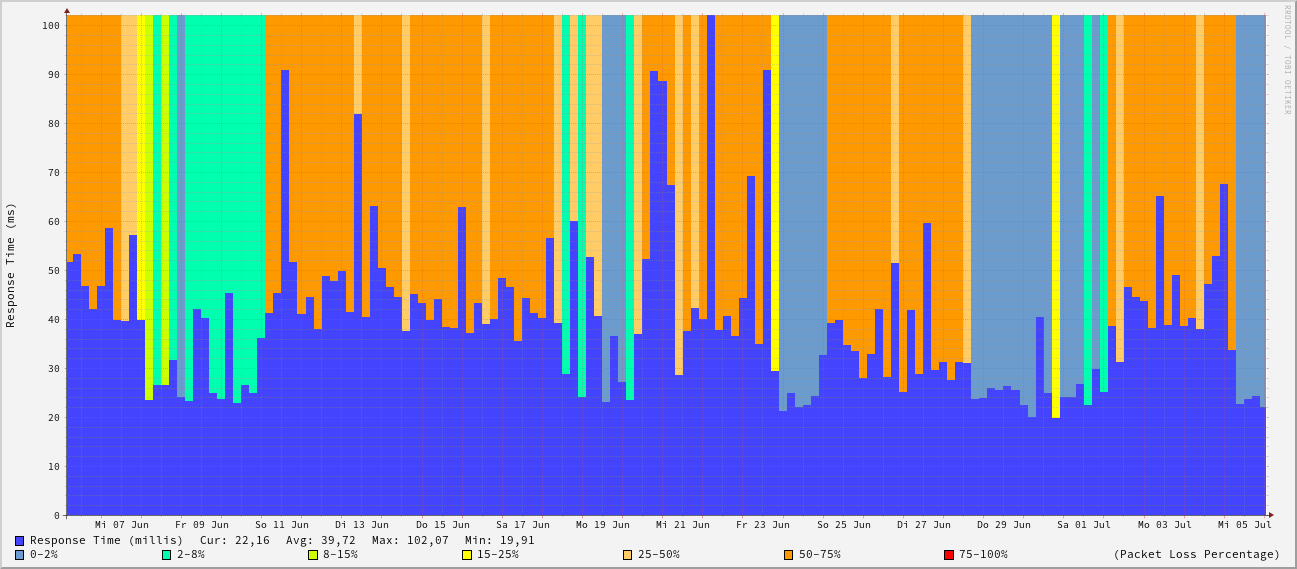 RRDTOOL / TOBI OETIKER
Response Time (ms)
100
90
80
70
60
50
40
30
20
10
0
Mi 07 Jun Fr 09 Jun So 11 Jun Di 13 Jun Do 15 Jun Sa 17 Jun Mo 19 Jun Mi 21 Jun Fr 23 Jun So 25 Jun Di 27 Jun Do 29 Jun Sa 01 Jul Mo 03 Jul Mi 05 Jul
Response Time (millis) Cur: 22,16 Avg: 39,72 Max: 102,07 Min: 19,91
0-2% 2-8% 8-15% 15-25% 25-50% 50-75% 75-100% (Packet Loss Percentage)